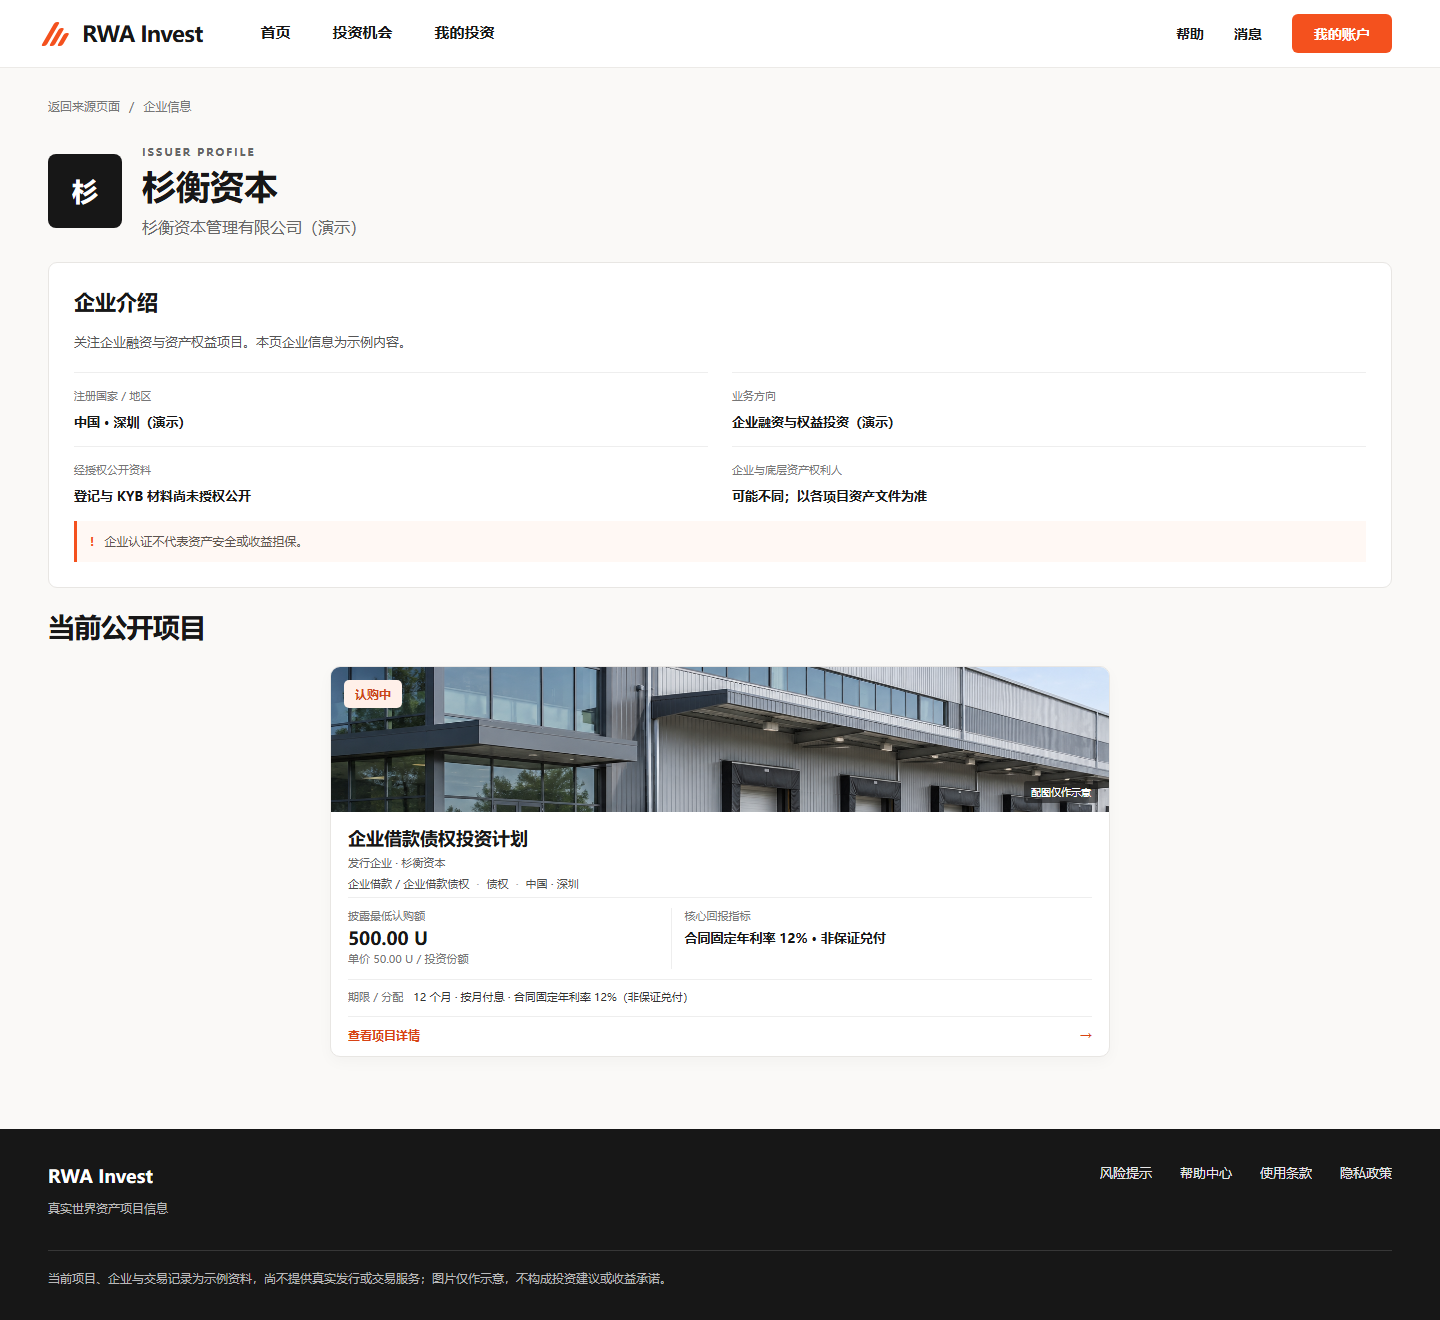 RWA Invest
首页
投资机会
我的投资
帮助
消息
我的账户
返回来源页面 / 企业信息
杉
ISSUER PROFILE
杉衡资本
杉衡资本管理有限公司（演示）
企业介绍
关注企业融资与资产权益项目。本页企业信息为示例内容。
注册国家 / 地区
中国 • 深圳（演示）
业务方向
企业融资与权益投资（演示）
经授权公开资料
登记与 KYB 材料尚未授权公开
企业与底层资产权利人
可能不同；以各项目资产文件为准
! 企业认证不代表资产安全或收益担保。
当前公开项目
认购中
配图仅作示意
企业借款债权投资计划
发行企业 · 杉衡资本
企业借款 / 企业借款债权 · 债权 · 中国 · 深圳
披露最低认购额
500.00 U
单价 50.00 U / 投资份额
核心回报指标
合同固定年利率 12% • 非保证兑付
期限 / 分配 12 个月 · 按月付息 · 合同固定年利率 12%（非保证兑付）
查看项目详情 →
RWA Invest
真实世界资产项目信息
风险提示
帮助中心
使用条款
隐私政策
当前项目、企业与交易记录为示例资料，尚不提供真实发行或交易服务；图片仅作示意，不构成投资建议或收益承诺。